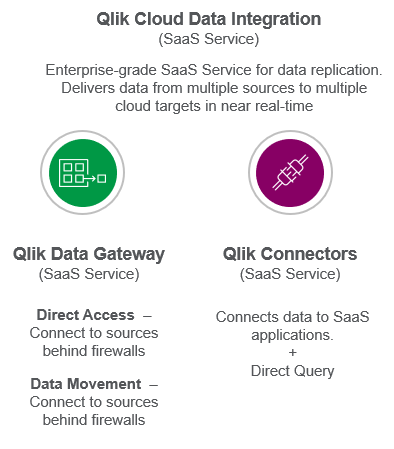 Qlik Cloud Data Integration
(SaaS Service)
Enterprise-grade SaaS Service for data replication.
Delivers data from multiple sources to multiple
cloud targets in near real-time
Qlik Data Gateway
(SaaS Service)
Direct Access –
Connect to sources
behind firewalls
Data Movement –
Connect to sources
behind firewalls
Qlik Connectors
(SaaS Service)
Connects data to SaaS
applications.
+
Direct Query